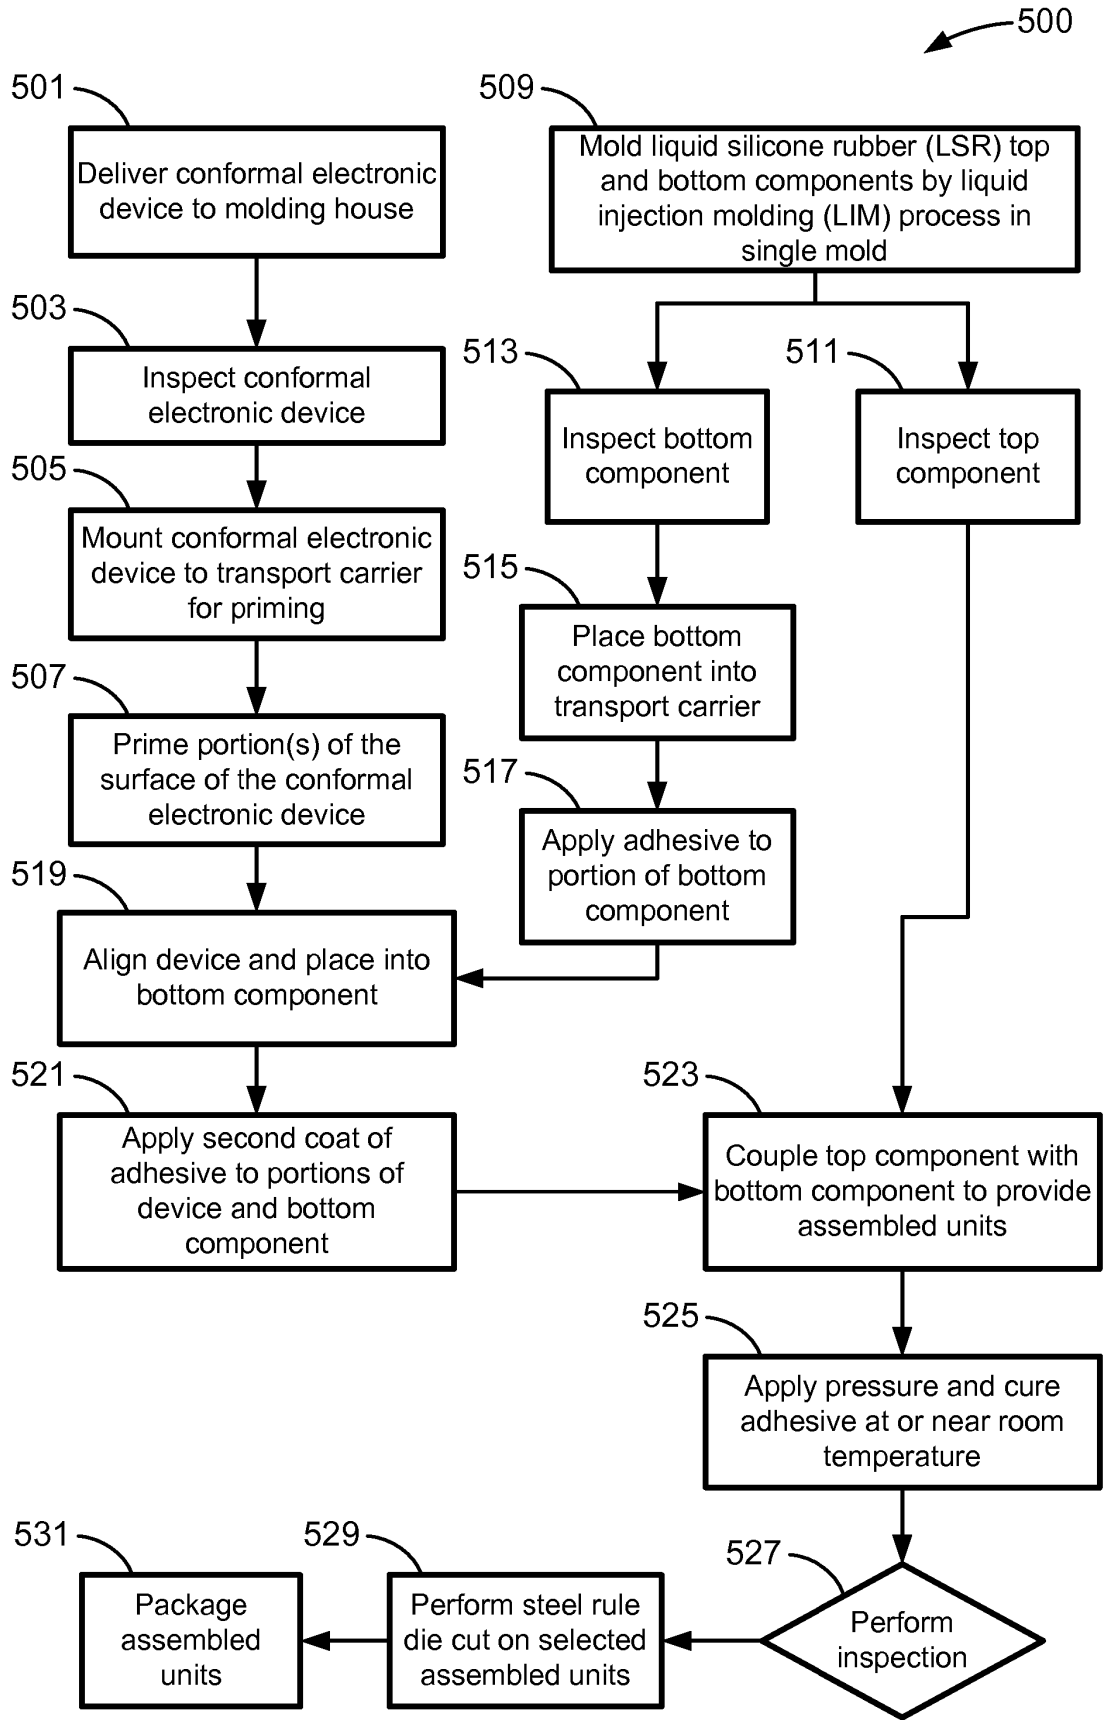 500
501
Deliver conformal electronic
device to molding house
503
Inspect conformal
electronic device
505
Mount conformal electronic
device to transport carrier
for priming
507
Prime portion(s) of the
surface of the conformal
electronic device
509
Mold liquid silicone rubber (LSR) top
and bottom components by liquid
injection molding (LIM) process in
single mold
513
Inspect bottom
component
511
Inspect top
component
515
Place bottom
component into
transport carrier
517
Apply adhesive to
portion of bottom
component
519
Align device and place into
bottom component
521
Apply second coat of
adhesive to portions of
device and bottom
component
523
Couple top component with
bottom component to provide
assembled units
525
Apply pressure and cure
adhesive at or near room
temperature
527
Perform
inspection
529
Perform steel rule
die cut on selected
assembled units
531
Package
assembled
units